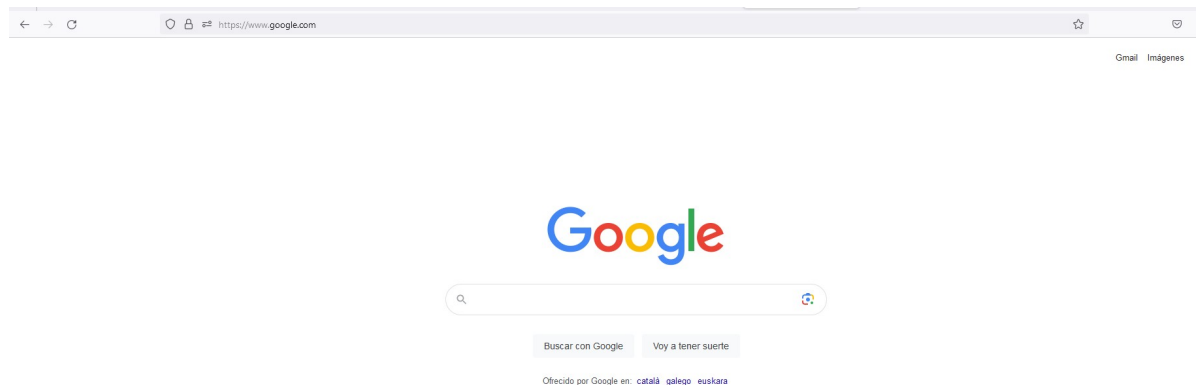 https://www.google.com
Gmail Imágenes
Google
Buscar con Google Voy a tener suerte
Ofrecido por Google en: català galego euskara